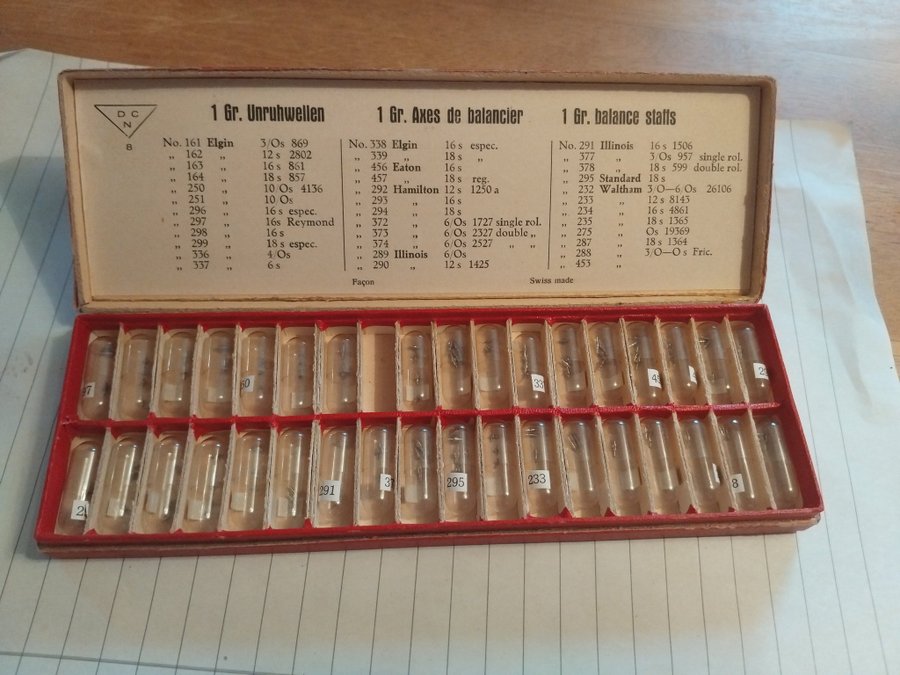 D C
N
8
1 Gr. Unruhwellen
No. 161 Elgin 3/Os 869
„ 162 „ 12 s 2802
„ 163 „ 16 s 861
„ 164 „ 18 s 857
„ 250 „ 10/Os 4136
„ 251 „ 10/Os
„ 296 „ 16 s espec.
„ 297 „ 16s Reymond
„ 298 „ 16 s
„ 299 „ 18 s espec.
„ 336 „ 4/Os
„ 337 „ 6 s
1 Gr. Axes de balancier
No. 338 Elgin 16 s espec.
„ 339 „ 18 s „
„ 456 Eaton 16 s
„ 457 „ 18 s reg.
„ 292 Hamilton 12 s 1250 a
„ 293 „ 16 s
„ 294 „ 18 s
„ 372 „ 6/Os 1727 single rol.
„ 373 „ 6/Os 2327 double „
„ 374 „ 6/Os 2527 „ „
„ 289 Illinois 6/Os
„ 290 „ 12 s 1425
1 Gr. balance staffs
No. 291 Illinois 16 s 1506
„ 377 „ 3/Os 957 single rol.
„ 378 „ 18 s 599 double rol.
„ 295 Standard 18 s
„ 232 Waltham 3/O—6/Os 26106
„ 233 „ 12 s 8143
„ 234 „ 16 s 4861
„ 235 „ 18 s 1365
„ 275 „ Os 19369
„ 287 „ 18 s 1364
„ 288 „ 3/O—O s Fric.
„ 453 „
Façon
Swiss made
291
295
233
8